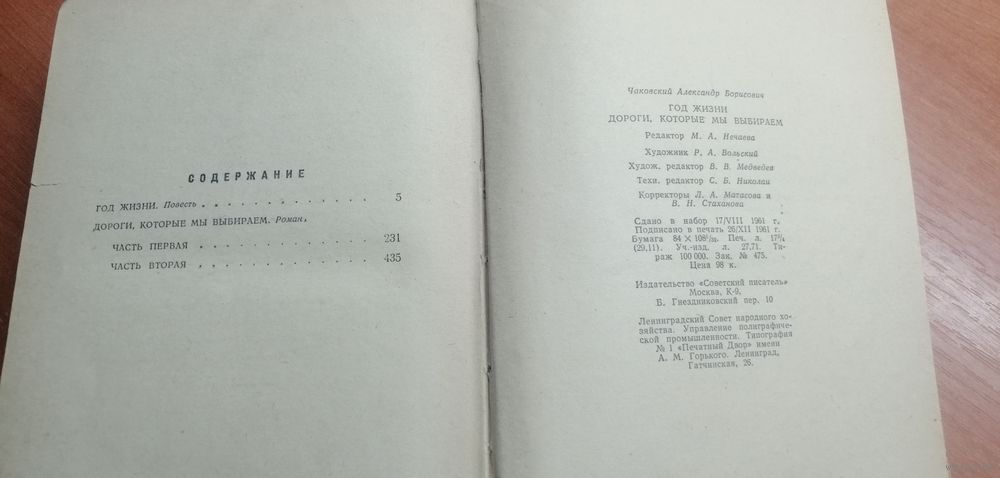 СОДЕРЖАНИЕ
ГОД ЖИЗНИ. Повесть . . . . . . . . . . . . . 5
ДОРОГИ, КОТОРЫЕ МЫ ВЫБИРАЕМ. Роман.
ЧАСТЬ ПЕРВАЯ . . . . . . . . . . . . . 231
ЧАСТЬ ВТОРАЯ . . . . . . . . . . . . . 435
Чаковский Александр Борисович
ГОД ЖИЗНИ
ДОРОГИ, КОТОРЫЕ МЫ ВЫБИРАЕМ
Редактор М. А. Нечаева
Художник Р. А. Вольский
Худож. редактор В. В. Медведев
Техн. редактор С. Б. Николаи
Корректоры Л. А. Матасова и
В. Н. Стаханова
Сдано в набор 17/VIII 1961 г.
Подписано в печать 26/XII 1961 г.
Бумага 84 × 108¹/₃₂. Печ. л. 17³/₄
(29,11). Уч.-изд. л. 27,71. Ти-
раж 100 000. Зак. № 475.
Цена 98 к.
Издательство «Советский писатель»
Москва, К-9,
Б. Гнездниковский пер. 10
Ленинградский Совет народного хо-
зяйства. Управление полиграфиче-
ской промышленности. Типография
№ 1 «Печатный Двор» имени
А. М. Горького. Ленинград,
Гатчинская, 26.